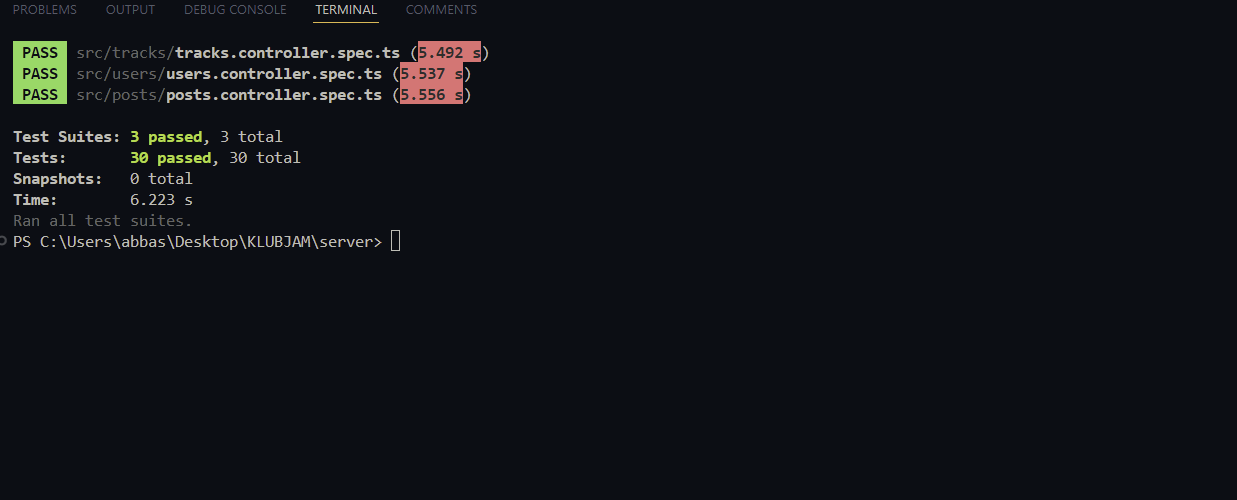 PROBLEMS OUTPUT DEBUG CONSOLE TERMINAL COMMENTS
PASS src/tracks/tracks.controller.spec.ts (5.492 s)
PASS src/users/users.controller.spec.ts (5.537 s)
PASS src/posts/posts.controller.spec.ts (5.556 s)
Test Suites: 3 passed, 3 total
Tests: 30 passed, 30 total
Snapshots: 0 total
Time: 6.223 s
Ran all test suites.
PS C:\Users\abbas\Desktop\KLUBJAM\server>